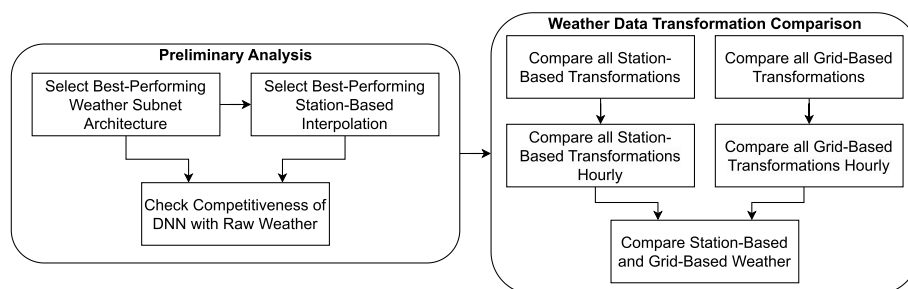 Preliminary Analysis
Select Best-Performing
Weather Subnet
Architecture
Select Best-Performing
Station-Based
Interpolation
Check Competitiveness of
DNN with Raw Weather
Weather Data Transformation Comparison
Compare all Station-
Based Transformations
Compare all Grid-Based
Transformations
Compare all Station-
Based Transformations
Hourly
Compare all Grid-Based
Transformations Hourly
Compare Station-Based
and Grid-Based Weather